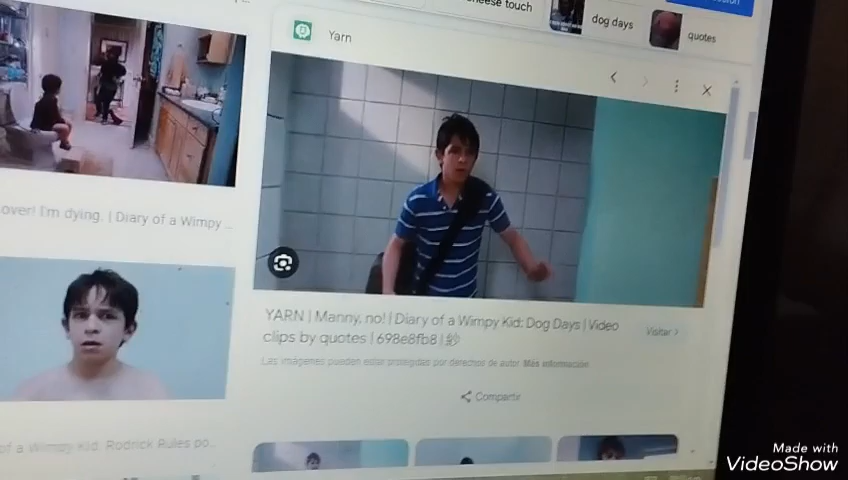 cheese touch
dog days
quotes
Yarn
over! I'm dying. | Diary of a Wimpy ...
YARN | Manny, no! | Diary of a Wimpy Kid: Dog Days | Video
clips by quotes | 698e8fb8 | 紗
Visitar >
Las imágenes pueden estar protegidas por derechos de autor. Más información
Compartir
of a Wimpy Kid: Rodrick Rules po...
Made with
VideoShow